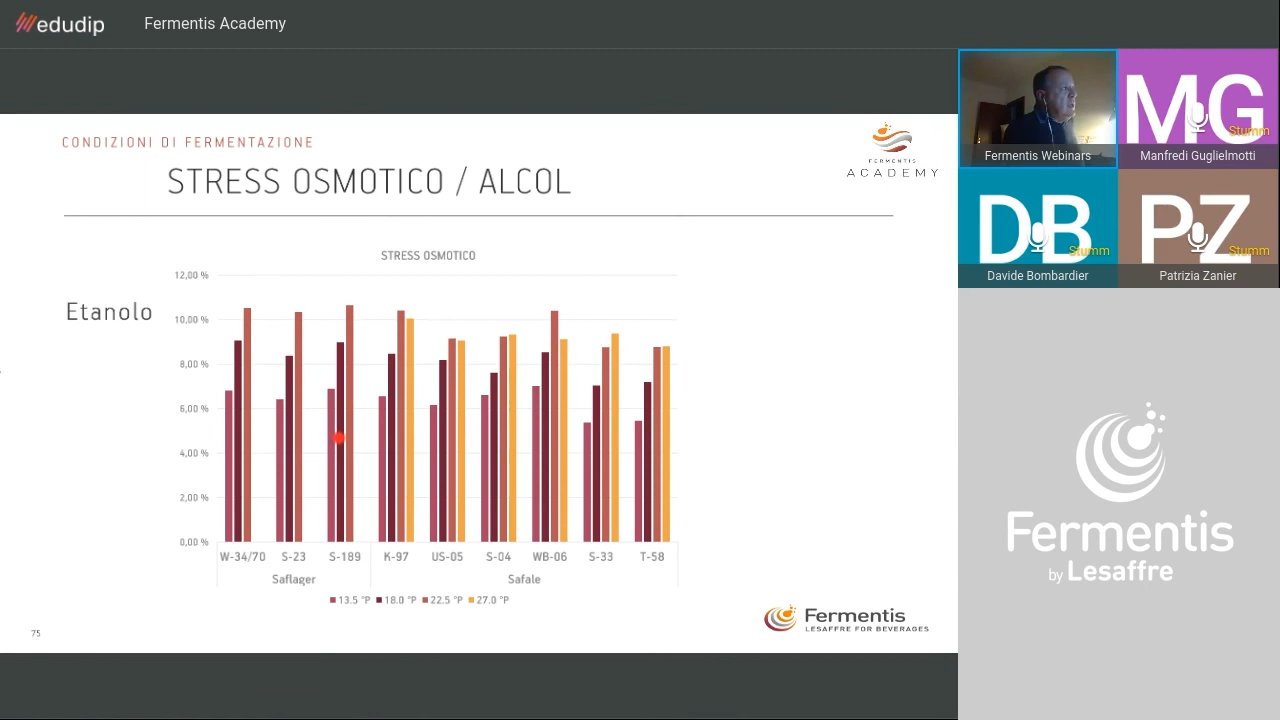 edudip
Fermentis Academy
CONDIZIONI DI FERMENTAZIONE
STRESS OSMOTICO / ALCOL
FERMENTIS
ACADEMY
STRESS OSMOTICO
Etanolo
12,00 %
10,00 %
8,00 %
6,00 %
4,00 %
2,00 %
0,00 %
W-34/70 S-23 S-189 K-97 US-05 S-04 WB-06 S-33 T-58
Saflager Safale
13.5 °P 18.0 °P 22.5 °P 27.0 °P
75
Fermentis
LESAFFRE FOR BEVERAGES
MG
Stumm
Fermentis Webinars
Manfredi Guglielmotti
DB
Stumm
PZ
Stumm
Davide Bombardier
Patrizia Zanier
Fermentis
by Lesaffre